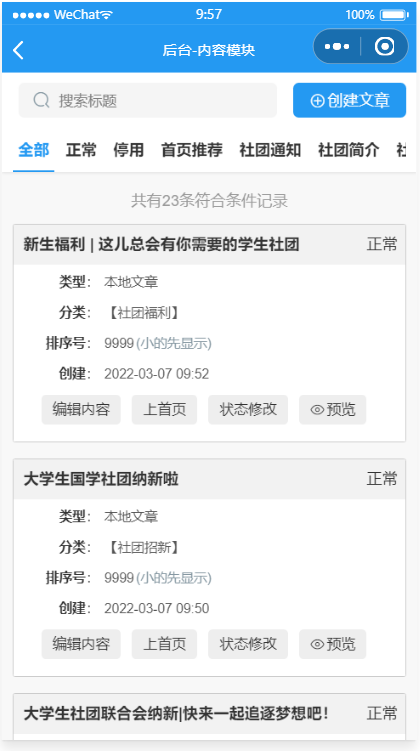 WeChat 9:57 100%
后台-内容模块
搜索标题 创建文章
全部 正常 停用 首页推荐 社团通知 社团简介
共有23条符合条件记录
新生福利 | 这儿总会有你需要的学生社团 正常
类型: 本地文章
分类: 【社团福利】
排序号: 9999 (小的先显示)
创建: 2022-03-07 09:52
编辑内容 上首页 状态修改 预览
大学生国学社团纳新啦 正常
类型: 本地文章
分类: 【社团招新】
排序号: 9999 (小的先显示)
创建: 2022-03-07 09:50
编辑内容 上首页 状态修改 预览
大学生社团联合会纳新|快来一起追逐梦想吧! 正常